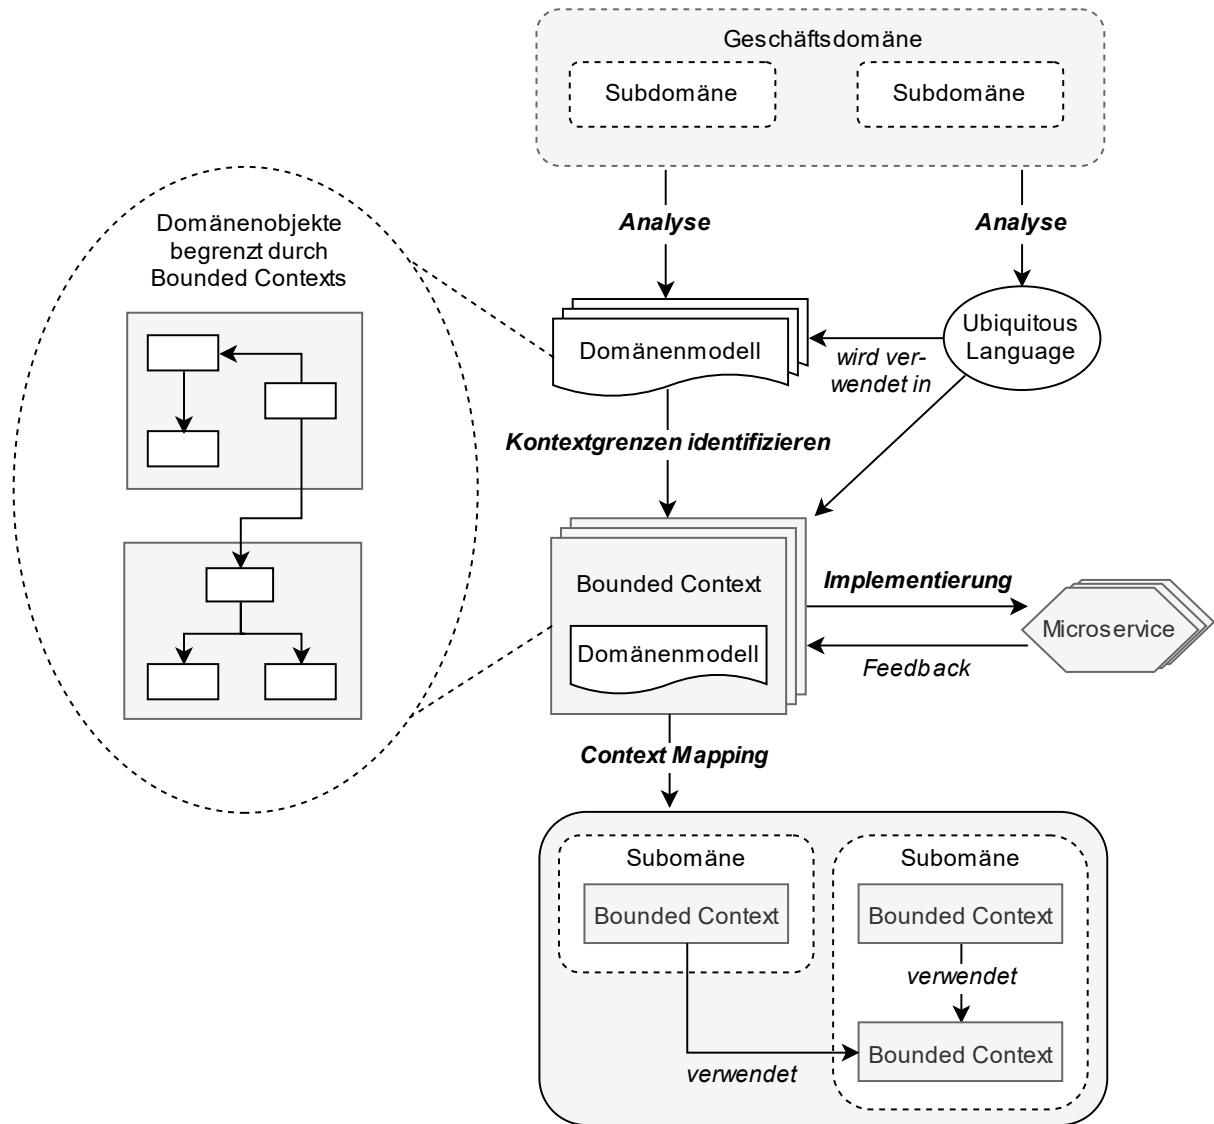 Geschäftsdomäne
Subdomäne
Subdomäne
Analyse
Analyse
Domänenobjekte
begrenzt durch
Bounded Contexts
Domänenmodell
wird ver-
wendet in
Ubiquitous
Language
Kontextgrenzen identifizieren
Bounded Context
Domänenmodell
Implementierung
Feedback
Microservice
Context Mapping
Subomäne
Bounded Context
Subomäne
Bounded Context
verwendet
Bounded Context
verwendet